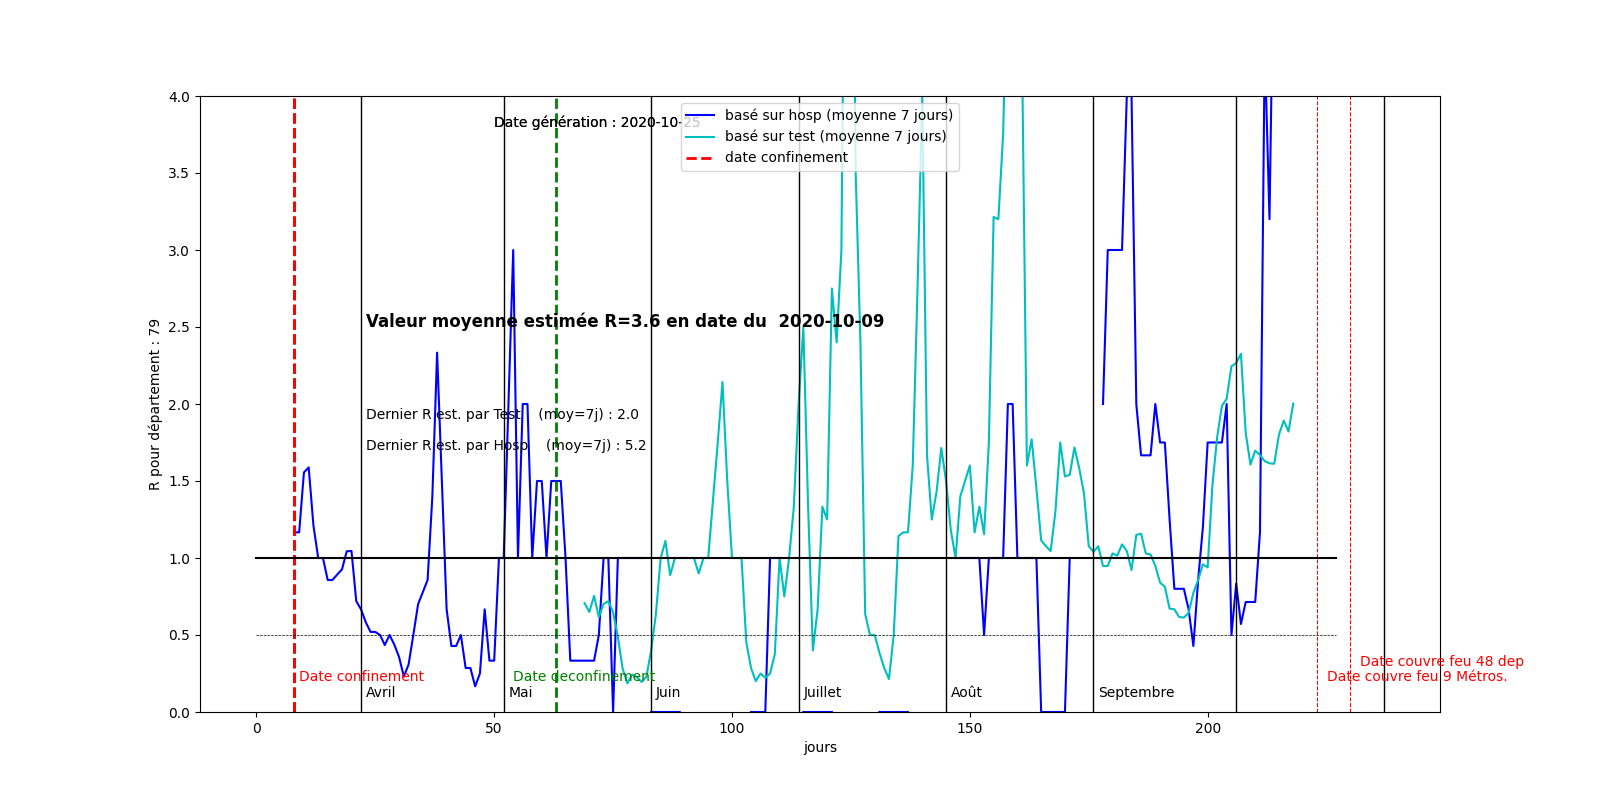 4.0
3.5
3.0
2.5
2.0
1.5
1.0
0.5
0.0
R pour département : 79
Date génération : 2020-10-25
basé sur hosp (moyenne 7 jours)
basé sur test (moyenne 7 jours)
date confinement
Valeur moyenne estimée R=3.6 en date du  2020-10-09
Dernier R est. par Test    (moy=7j) : 2.0
Dernier R est. par Hosp    (moy=7j) : 5.2
Date couvre feu 48 dep
Date confinement
Date deconfinement
Date couvre feu 9 Métros.
Avril
Mai
Juin
Juillet
Août
Septembre
0
50
100
150
200
jours